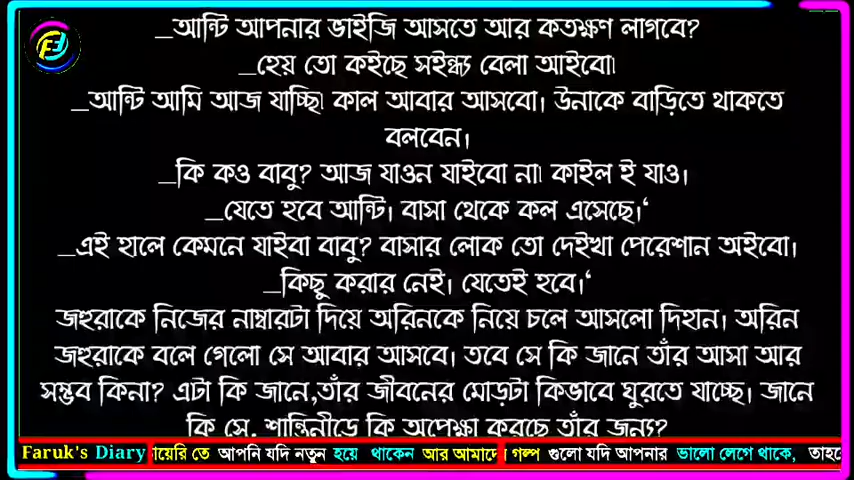 _আন্টি আপনার ভাইজি আসতে আর কতক্ষণ লাগবে?
_হেয় তো কইছে সইন্ধ্য বেলা আইবো৷
_আন্টি আমি আজ যাচ্ছি৷ কাল আবার আসবো। উনাকে বাড়িতে থাকতে
বলবেন।
_কি কও বাবু? আজ যাওন যাইবো না৷ কাইল ই যাও।
_যেতে হবে আন্টি। বাসা থেকে কল এসেছে।‘
_এই হালে কেমনে যাইবা বাবু? বাসার লোক তো দেইখা পেরেশান অইবো।
_কিছু করার নেই। যেতেই হবে।‘
জহুরাকে নিজের নাম্বারটা দিয়ে অরিনকে নিয়ে চলে আসলো দিহান। অরিন
জহুরাকে বলে গেলো সে আবার আসবে। তবে সে কি জানে তাঁর আসা আর
সম্ভব কিনা? এটা কি জানে,তাঁর জীবনের মোড়টা কিভাবে ঘুরতে যাচ্ছে। জানে
কি সে, শান্তিনীড়ে কি অপেক্ষা করছে তাঁর জন্য?
Faruk's Diary য়েরি তে আপনি যদি নতুন হয়ে থাকেন আর আমাদে গল্প গুলো যদি আপনার ভালো লেগে থাকে, তাহ